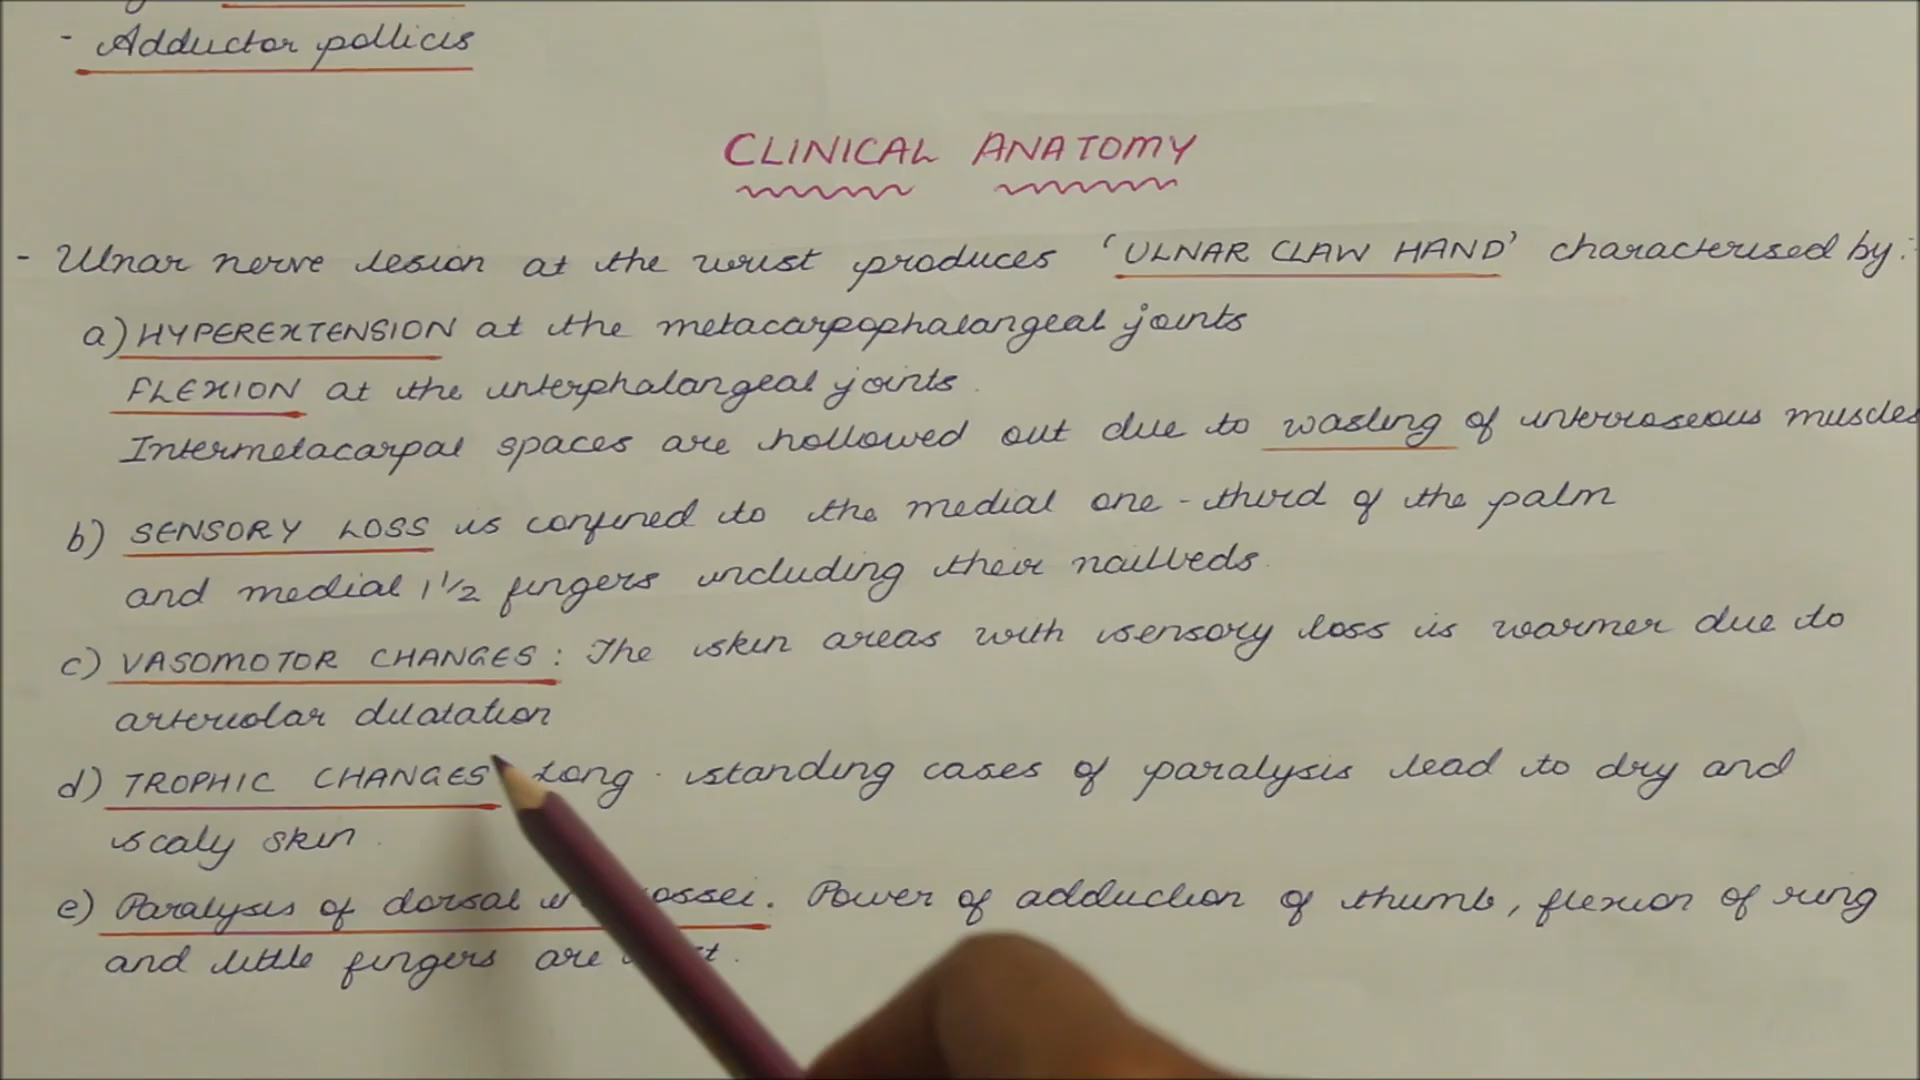 - Adductor pollicis
CLINICAL ANATOMY
- Ulnar nerve lesion at the wrist produces 'ULNAR CLAW HAND' characterised by:
a) HYPEREXTENSION at the metacarpophalangeal joints
FLEXION at the interphalangeal joints.
Intermetacarpal spaces are hollowed out due to wasting of interroseous muscles
b) SENSORY LOSS is confined to the medial one-third of the palm
and medial 1 1/2 fingers including their nailbeds.
c) VASOMOTOR CHANGES: The skin areas with sensory loss is warmer due to
arteriolar dilatation
d) TROPHIC CHANGES Long standing cases of paralysis lead to dry and
scaly skin.
e) Paralysis of dorsal Power of adduction of thumb, flexion of ring
and little fingers are